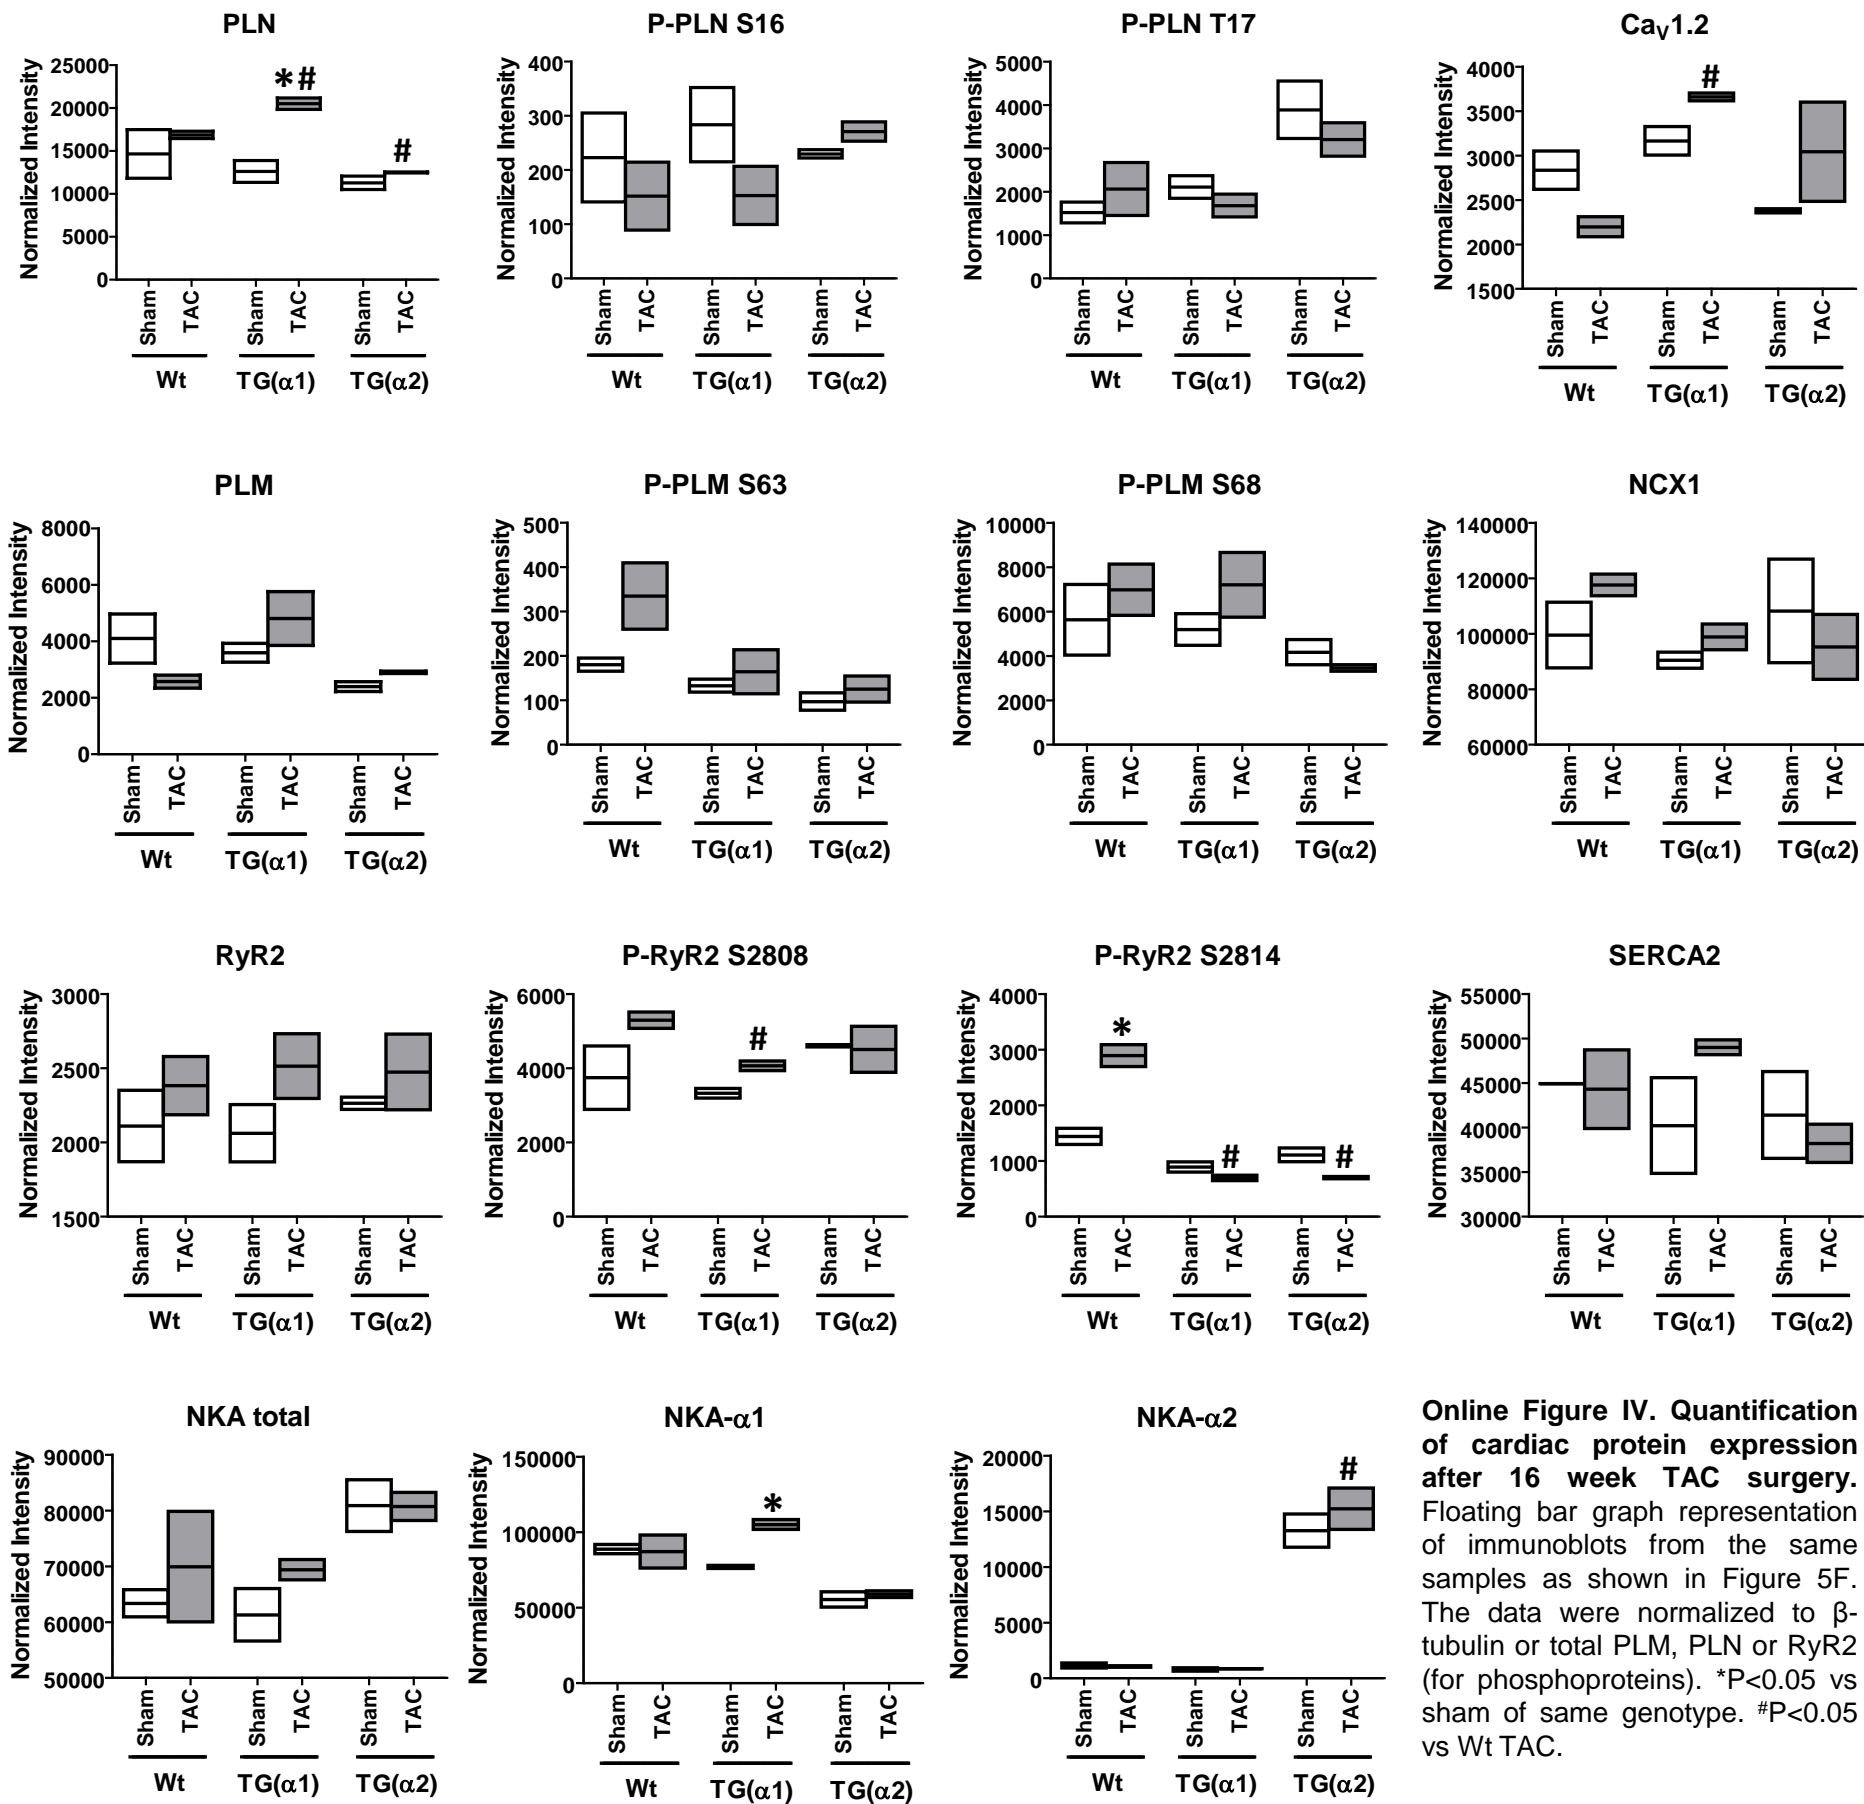 PLN
P-PLN S16
P-PLN T17
CaV1.2
Normalized Intensity
25000
20000
15000
10000
5000
0
*#
#
Sham TAC Sham TAC Sham TAC
Wt TG(α1) TG(α2)
Normalized Intensity
400
300
200
100
0
Sham TAC Sham TAC Sham TAC
Wt TG(α1) TG(α2)
Normalized Intensity
5000
4000
3000
2000
1000
0
Sham TAC Sham TAC Sham TAC
Wt TG(α1) TG(α2)
Normalized Intensity
4000
3500
3000
2500
2000
1500
#
Sham TAC Sham TAC Sham TAC
Wt TG(α1) TG(α2)
PLM
P-PLM S63
P-PLM S68
NCX1
Normalized Intensity
8000
6000
4000
2000
0
Sham TAC Sham TAC Sham TAC
Wt TG(α1) TG(α2)
Normalized Intensity
500
400
300
200
100
0
Sham TAC Sham TAC Sham TAC
Wt TG(α1) TG(α2)
Normalized Intensity
10000
8000
6000
4000
2000
0
Sham TAC Sham TAC Sham TAC
Wt TG(α1) TG(α2)
Normalized Intensity
140000
120000
100000
80000
60000
Sham TAC Sham TAC Sham TAC
Wt TG(α1) TG(α2)
RyR2
P-RyR2 S2808
P-RyR2 S2814
SERCA2
Normalized Intensity
3000
2500
2000
1500
Sham TAC Sham TAC Sham TAC
Wt TG(α1) TG(α2)
Normalized Intensity
6000
4000
2000
0
#
Sham TAC Sham TAC Sham TAC
Wt TG(α1) TG(α2)
Normalized Intensity
4000
3000
2000
1000
0
*
# #
Sham TAC Sham TAC Sham TAC
Wt TG(α1) TG(α2)
Normalized Intensity
55000
50000
45000
40000
35000
30000
Sham TAC Sham TAC Sham TAC
Wt TG(α1) TG(α2)
NKA total
NKA-α1
NKA-α2
Normalized Intensity
90000
80000
70000
60000
50000
Sham TAC Sham TAC Sham TAC
Wt TG(α1) TG(α2)
Normalized Intensity
150000
100000
50000
0
*
Sham TAC Sham TAC Sham TAC
Wt TG(α1) TG(α2)
Normalized Intensity
20000
15000
10000
5000
0
#
Sham TAC Sham TAC Sham TAC
Wt TG(α1) TG(α2)
Online Figure IV. Quantification
of cardiac protein expression
after 16 week TAC surgery.
Floating bar graph representation
of immunoblots from the same
samples as shown in Figure 5F.
The data were normalized to β-
tubulin or total PLM, PLN or RyR2
(for phosphoproteins). *P<0.05 vs
sham of same genotype. #P<0.05
vs Wt TAC.